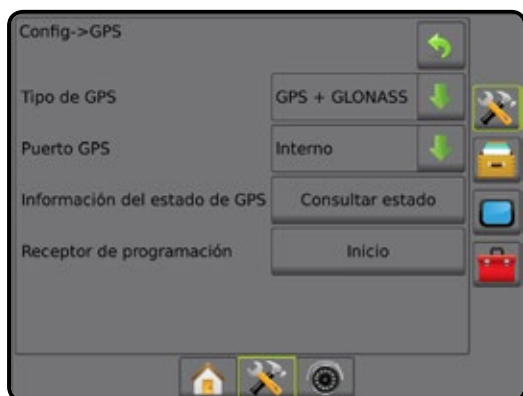 Config->GPS
Tipo de GPS GPS + GLONASS
Puerto GPS Interno
Información del estado de GPS Consultar estado
Receptor de programación Inicio